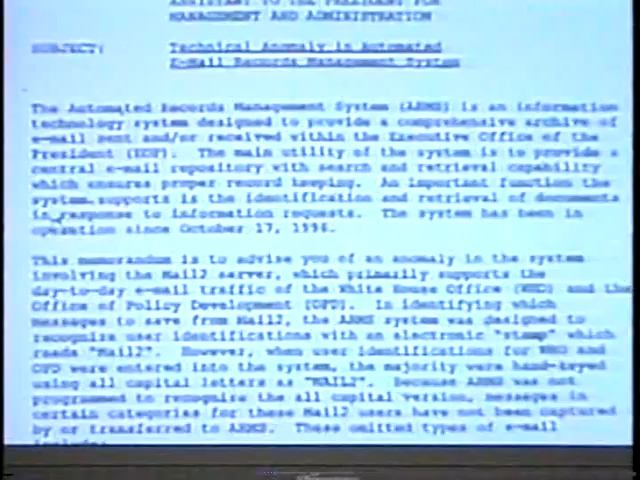 ASSISTANT TO THE PRESIDENT FOR
MANAGEMENT AND ADMINISTRATION
SUBJECT: Technical Anomaly in Automated
E-Mail Records Management System
The Automated Records Management System (ARMS) is an information
technology system designed to provide a comprehensive archive of
e-mail sent and/or received within the Executive Office of the
President (EOP). The main utility of the system is to provide a
central e-mail repository with search and retrieval capability
which ensures proper record keeping. An important function the
system supports is the identification and retrieval of documents
in response to information requests. The system has been in
operation since October 17, 1994.
This memorandum is to advise you of an anomaly in the system
involving the Mail2 server, which primarily supports the
day-to-day e-mail traffic of the White House Office (WHO) and the
Office of Policy Development (OPD). In identifying which
messages to save from Mail2, the ARMS system was designed to
recognize user identifications with an electronic "stamp" which
reads "Mail2". However, when user identifications for WHO and
OPD were entered into the system, the majority were hand-keyed
using all capital letters as "MAIL2". Because ARMS was not
programmed to recognize the all capital version, messages in
certain categories for these Mail2 users have not been captured
by or transferred to ARMS. These omitted types of e-mail
include: